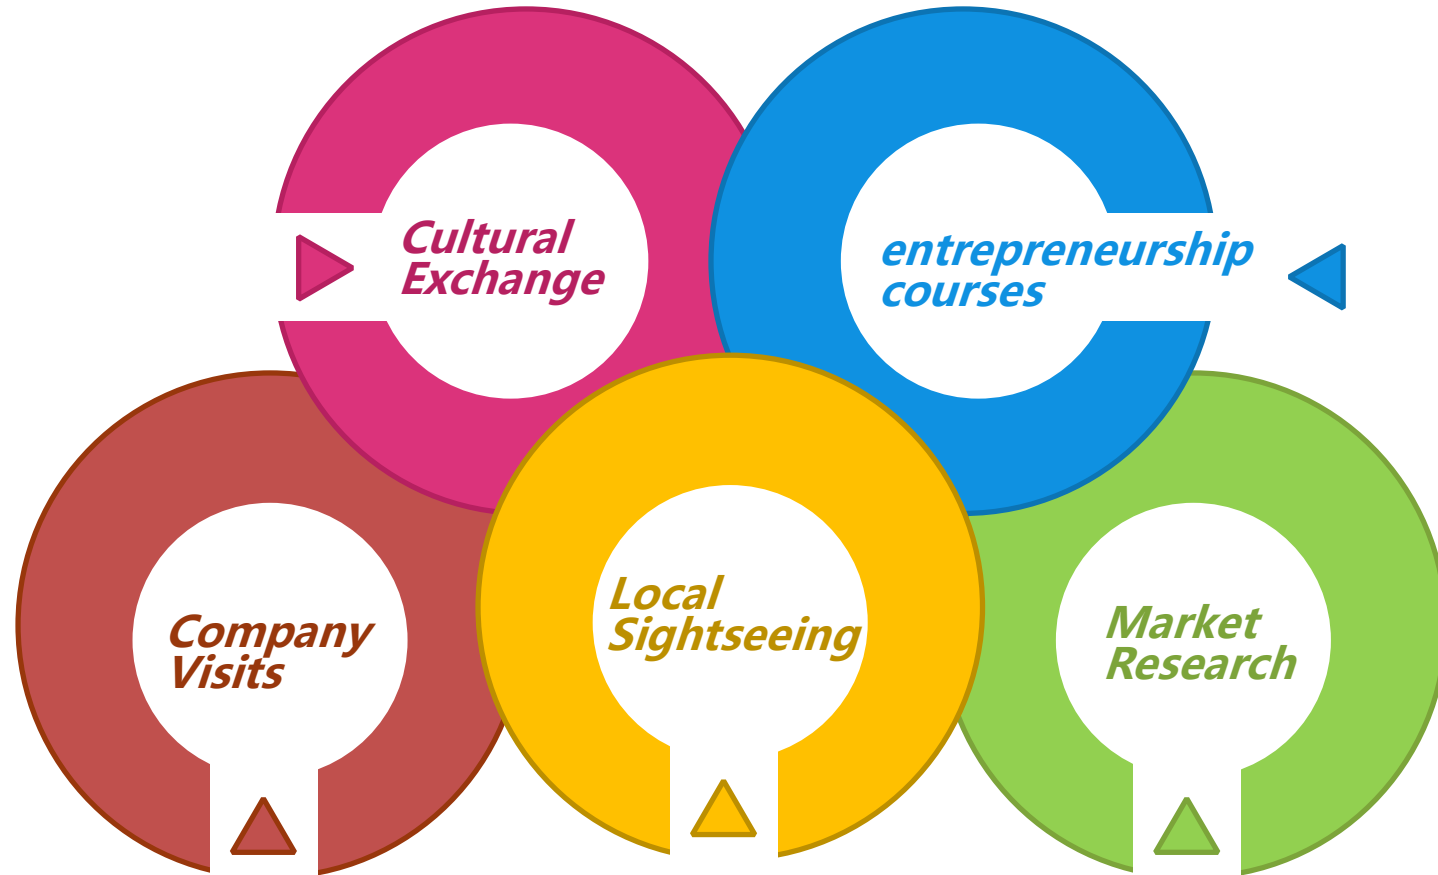 Cultural
Exchange
entrepreneurship
courses
Company
Visits
Local
Sightseeing
Market
Research